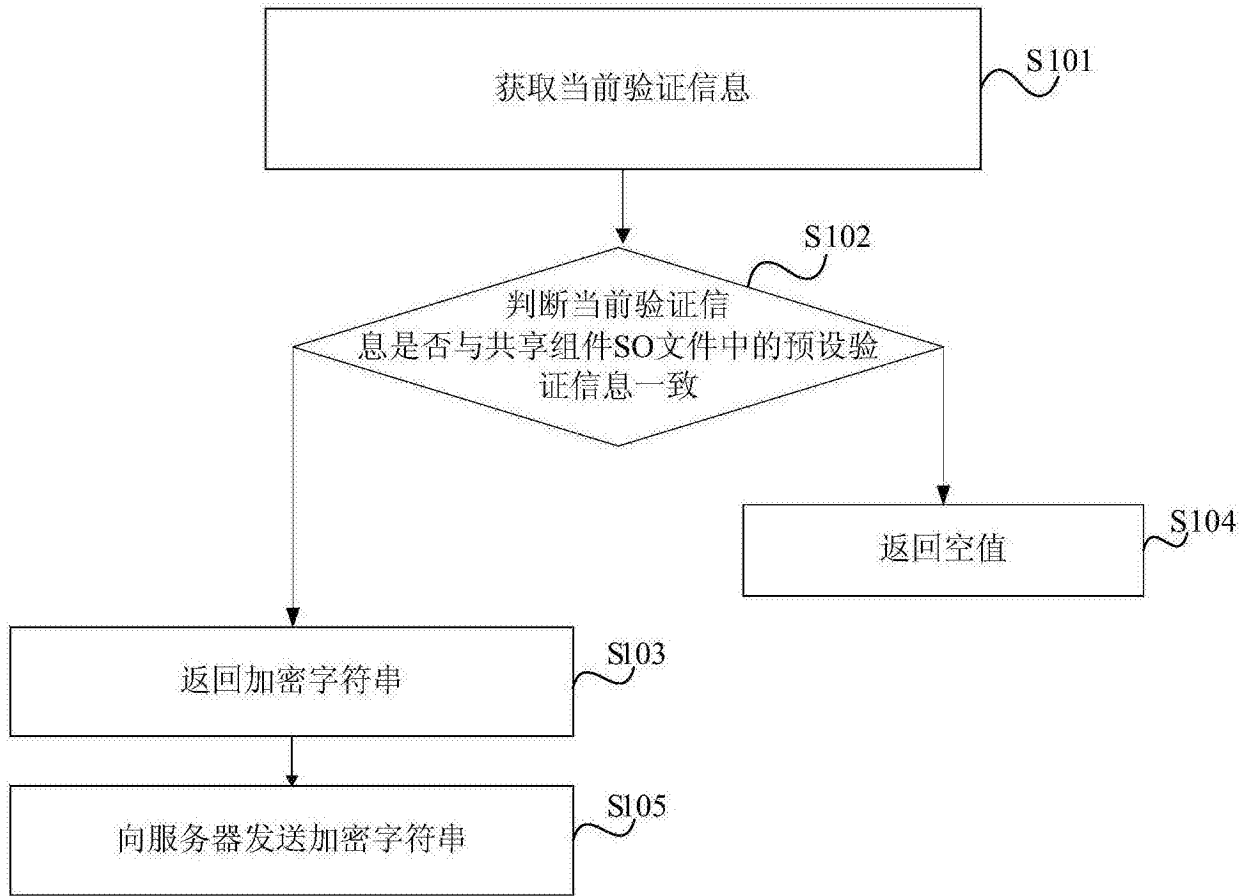 获取当前验证信息
S101
S102
判断当前验证信
息是否与共享组件SO文件中的预设验
证信息一致
返回空值
S104
返回加密字符串
S103
向服务器发送加密字符串
S105